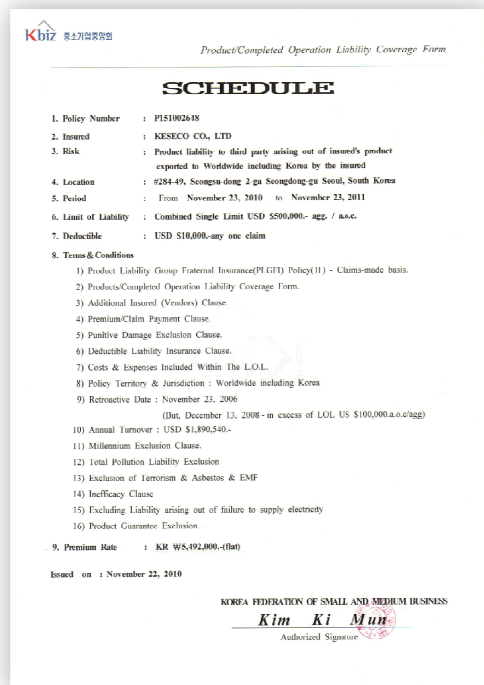 Kbiz 중소기업중앙회
Product/Completed Operation Liability Coverage Form
SCHEDULE
1. Policy Number : P151002648
2. Insured : KESECO CO., LTD
3. Risk : Product liability to third party arising out of insured's product
exported to Worldwide including Korea by the insured
4. Location : #284-49, Seongsu-dong 2-ga Seongdong-gu Seoul, South Korea
5. Period : From November 23, 2010 to November 23, 2011
6. Limit of Liability : Combined Single Limit USD $500,000.- agg. / a.o.c.
7. Deductible : USD $10,000.-any one claim
8. Terms & Conditions
1) Product Liability Group Fraternal Insurance(PLGFI) Policy(II) - Claims-made basis.
2) Products/Completed Operation Liability Coverage Form.
3) Additional Insured (Vendors) Clause.
4) Premium/Claim Payment Clause.
5) Punitive Damage Exclusion Clause.
6) Deductible Liability Insurance Clause.
7) Costs & Expenses Included Within The L.O.L.
8) Policy Territory & Jurisdiction : Worldwide including Korea
9) Retroactive Date : November 23, 2006
(But, December 13, 2008 - in excess of LOL US $100,000.a.o.c/agg)
10) Annual Turnover : USD $1,890,540.-
11) Millennium Exclusion Clause.
12) Total Pollution Liability Exclusion
13) Exclusion of Terrorism & Asbestos & EMF
14) Inefficacy Clause
15) Excluding Liability arising out of failure to supply electricity
16) Product Guarantee Exclusion.
9. Premium Rate : KR ₩5,492,000.-(flat)
Issued on : November 22, 2010
KOREA FEDERATION OF SMALL AND MEDIUM BUSINESS
Kim Ki Mun
Authorized Signature